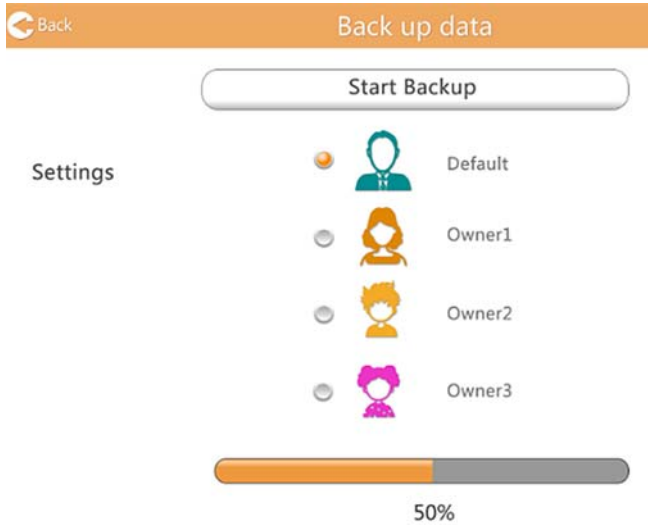 Back
Back up data
Start Backup
Settings
Default
Owner1
Owner2
Owner3
50%